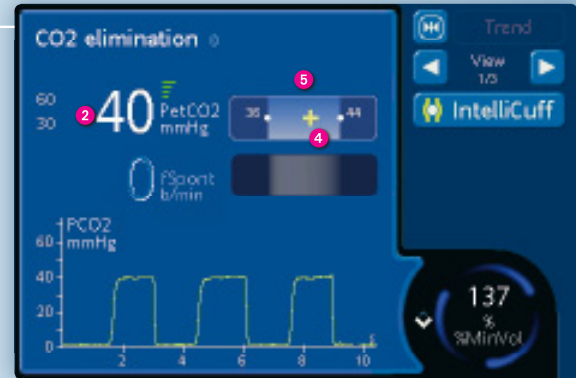 CO2 elimination
Trend
View
1/3
IntelliCuff
5
60
30
2
40
PetCO2
mmHg
36
44
4
0
fSpont
b/min
PCO2
mmHg
60
40
20
0
2
4
6
8
10
137
%
%MinVol